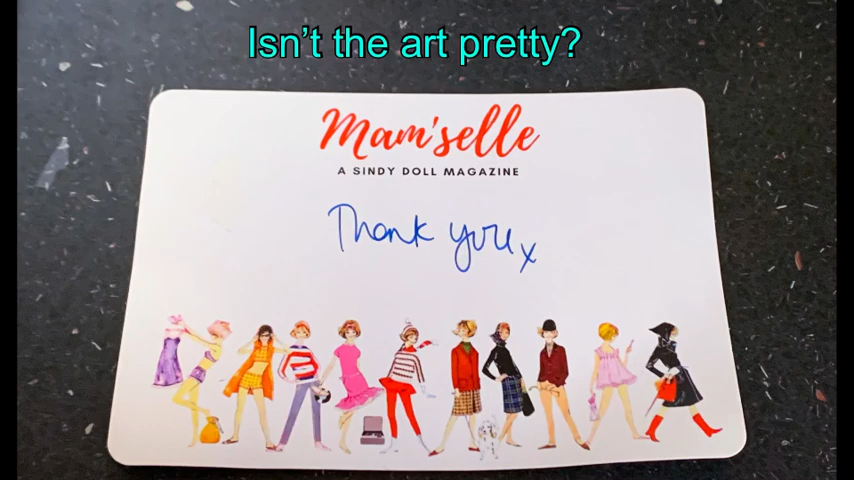 Isn't the art pretty?
Mam'selle
A SINDY DOLL MAGAZINE
Thank you x